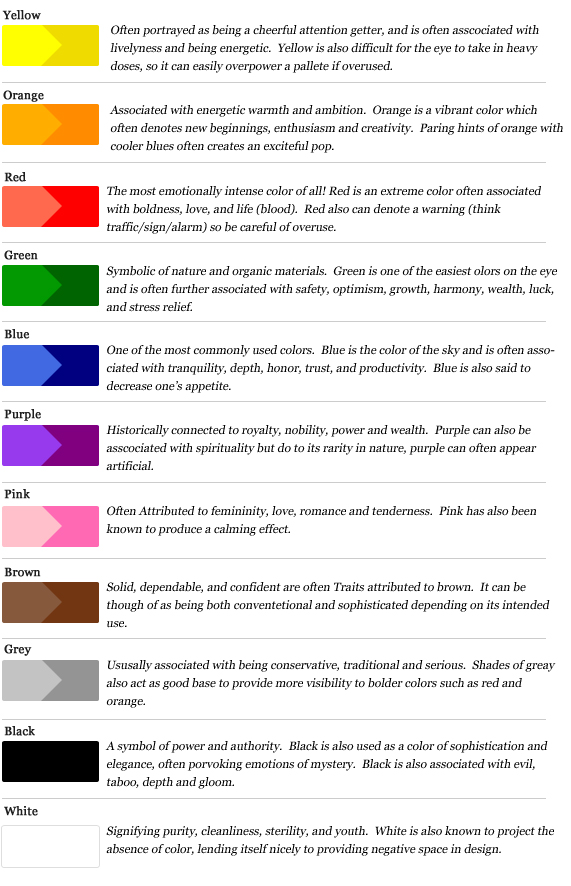 Yellow
Often portrayed as being a cheerful attention getter, and is often asscociated with
livelyness and being energetic.  Yellow is also difficult for the eye to take in heavy
doses, so it can easily overpower a pallete if overused.
Orange
Associated with energetic warmth and ambition.  Orange is a vibrant color which
often denotes new beginnings, enthusiasm and creativity.  Paring hints of orange with
cooler blues often creates an exciteful pop.
Red
The most emotionally intense color of all! Red is an extreme color often associated
with boldness, love, and life (blood).  Red also can denote a warning (think
traffic/sign/alarm) so be careful of overuse.
Green
Symbolic of nature and organic materials.  Green is one of the easiest olors on the eye
and is often further associated with safety, optimism, growth, harmony, wealth, luck,
and stress relief.
Blue
One of the most commonly used colors.  Blue is the color of the sky and is often asso-
ciated with tranquility, depth, honor, trust, and productivity.  Blue is also said to
decrease one's appetite.
Purple
Historically connected to royalty, nobility, power and wealth.  Purple can also be
asscociated with spirituality but do to its rarity in nature, purple can often appear
artificial.
Pink
Often Attributed to femininity, love, romance and tenderness.  Pink has also been
known to produce a calming effect.
Brown
Solid, dependable, and confident are often Traits attributed to brown.  It can be
though of as being both conventetional and sophisticated depending on its intended
use.
Grey
Ususally associated with being conservative, traditional and serious.  Shades of greay
also act as good base to provide more visibility to bolder colors such as red and
orange.
Black
A symbol of power and authority.  Black is also used as a color of sophistication and
elegance, often porvoking emotions of mystery.  Black is also associated with evil,
taboo, depth and gloom.
White
Signifying purity, cleanliness, sterility, and youth.  White is also known to project the
absence of color, lending itself nicely to providing negative space in design.